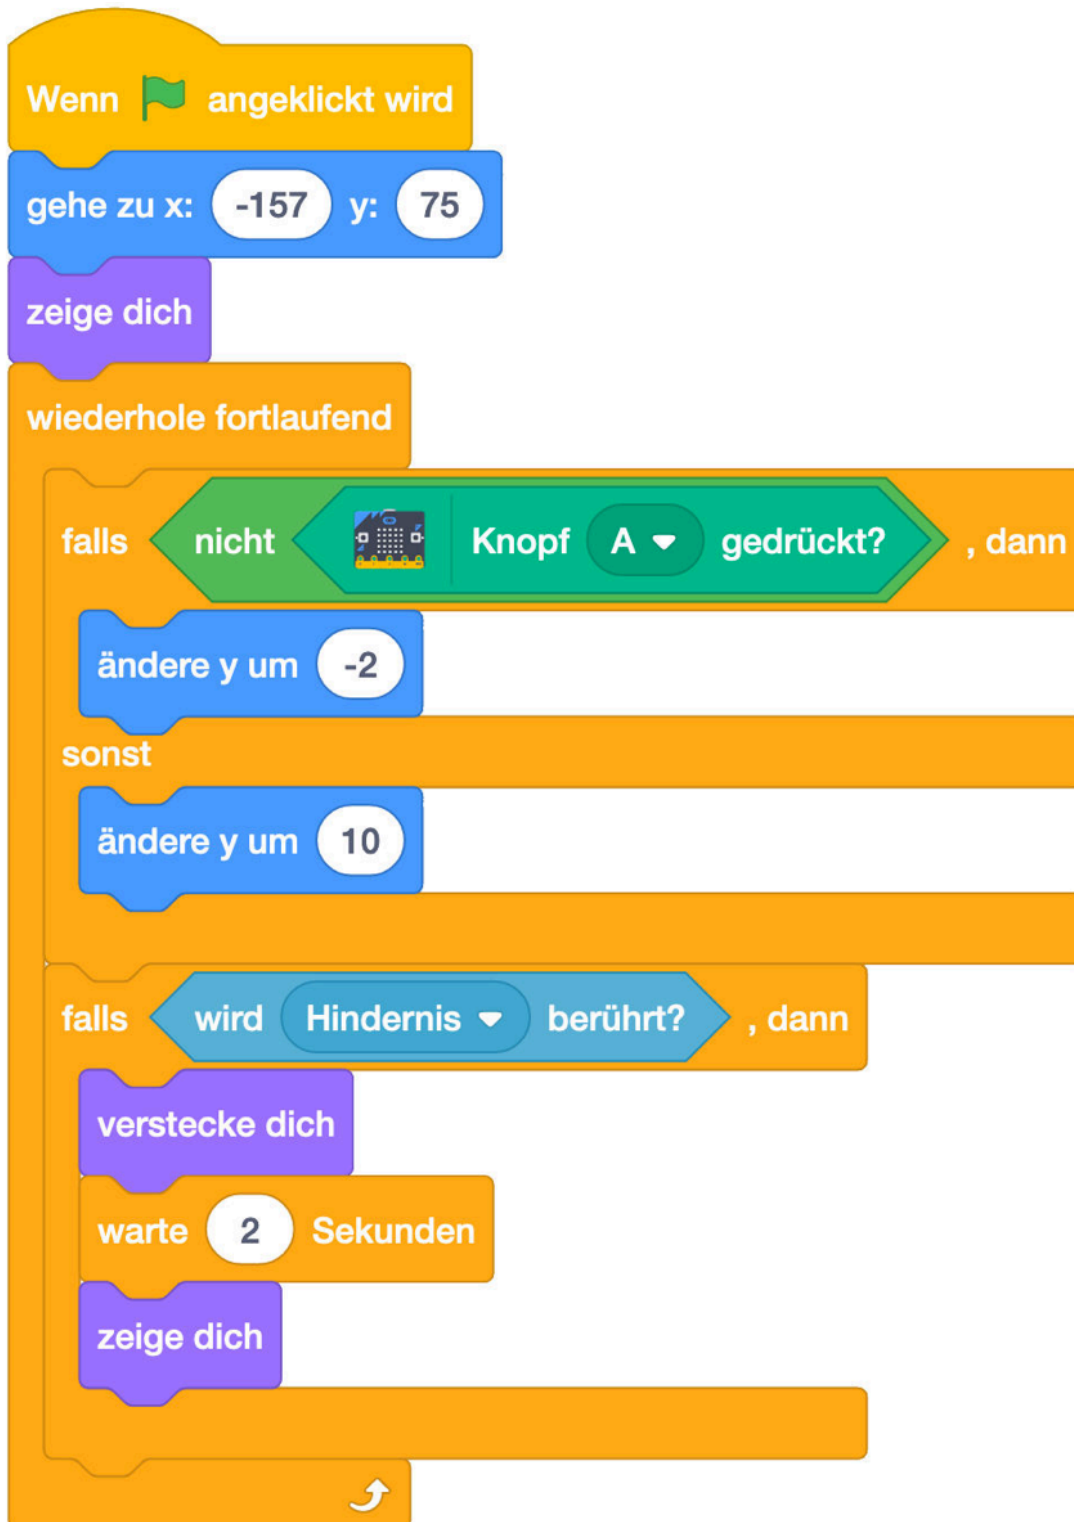 Wenn angeklickt wird
gehe zu x: -157 y: 75
zeige dich
wiederhole fortlaufend
falls nicht Knopf A gedrückt? , dann
ändere y um -2
sonst
ändere y um 10
falls wird Hindernis berührt? , dann
verstecke dich
warte 2 Sekunden
zeige dich